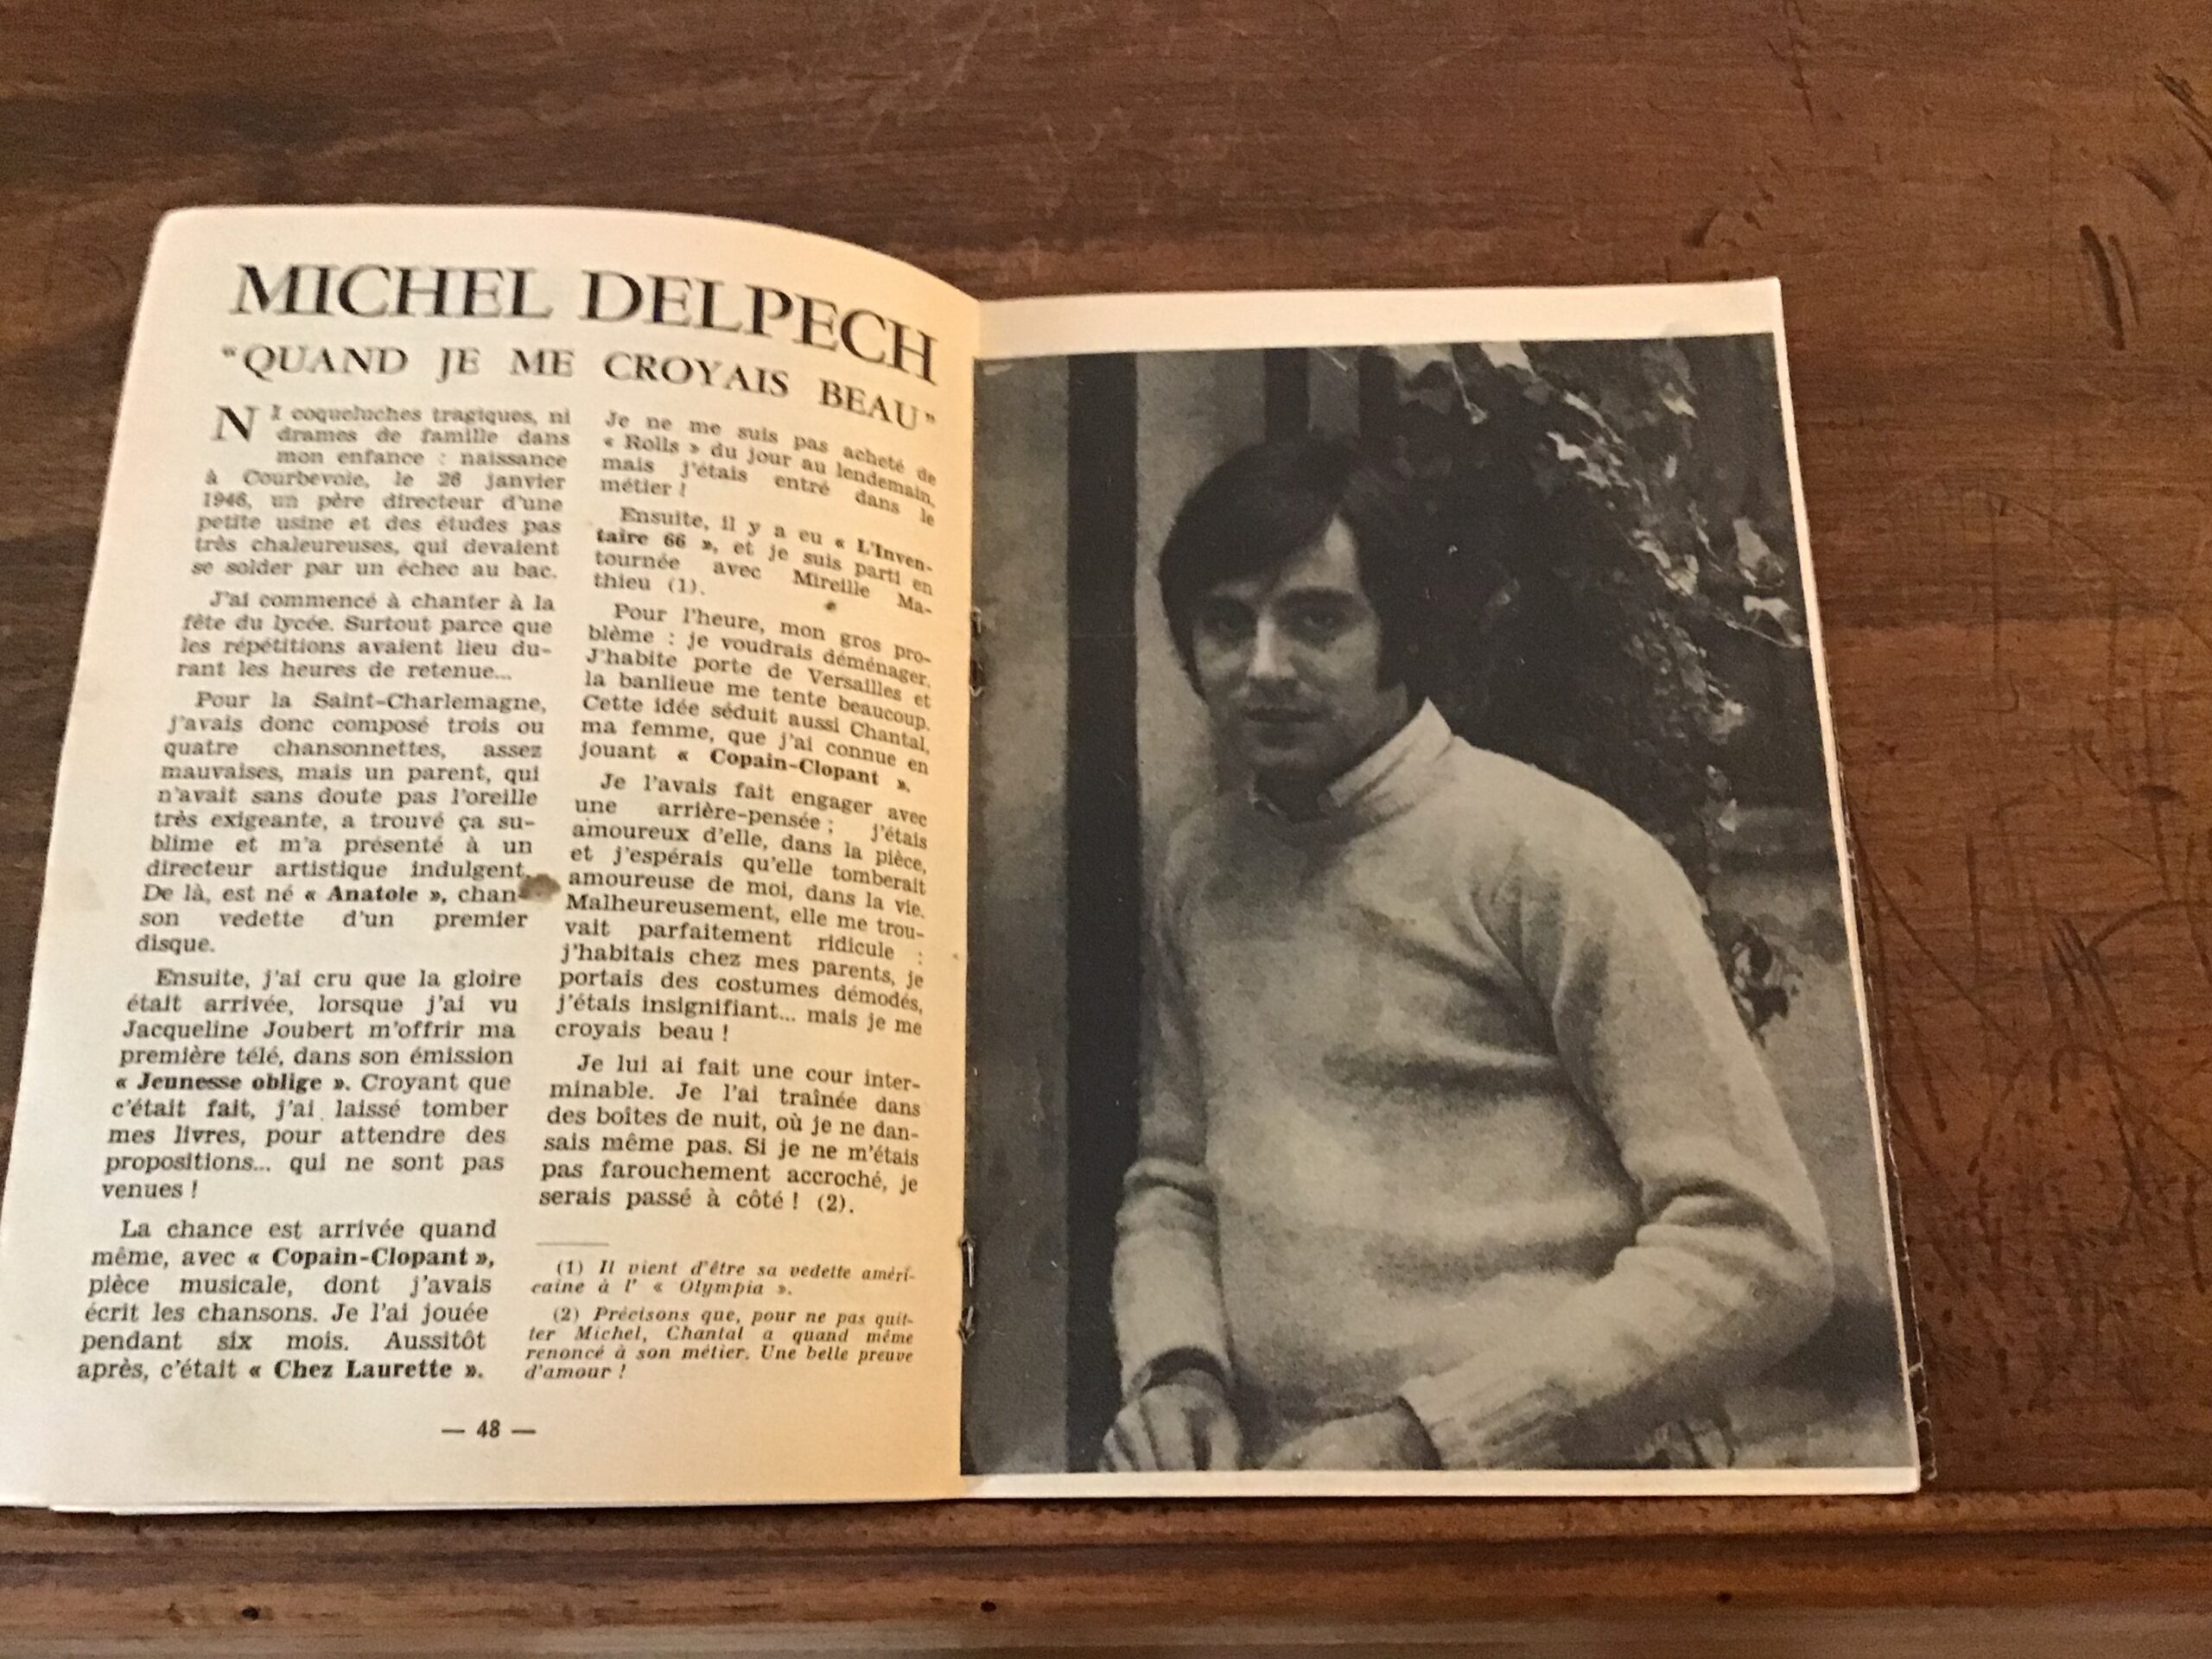 MICHEL DELPECH
"QUAND JE ME CROYAIS BEAU"
NI coqueluches tragiques, ni
drames de famille dans
mon enfance : naissance
à Courbevoie, le 26 janvier
1946, un père directeur d'une
petite usine et des études pas
très chaleureuses, qui devaient
se solder par un échec au bac.
J'ai commencé à chanter à la
fête du lycée. Surtout parce que
les répétitions avaient lieu du-
rant les heures de retenue...
Pour la Saint-Charlemagne,
j'avais donc composé trois ou
quatre chansonnettes, assez
mauvaises, mais un parent, qui
n'avait sans doute pas l'oreille
très exigeante, a trouvé ça su-
blime et m'a présenté à un
directeur artistique indulgent.
De là, est né « Anatole », chan-
son vedette d'un premier
disque.
Ensuite, j'ai cru que la gloire
était arrivée, lorsque j'ai vu
Jacqueline Joubert m'offrir ma
première télé, dans son émission
« Jeunesse oblige ». Croyant que
c'était fait, j'ai laissé tomber
mes livres, pour attendre des
propositions... qui ne sont pas
venues !
La chance est arrivée quand
même, avec « Copain-Clopant »,
pièce musicale, dont j'avais
écrit les chansons. Je l'ai jouée
pendant six mois. Aussitôt
après, c'était « Chez Laurette ».
Je ne me suis pas acheté de
« Rolls » du jour au lendemain,
mais j'étais entré dans le
métier !
Ensuite, il y a eu « L'Inven-
taire 66 », et je suis parti en
tournée avec Mireille Ma-
thieu (1).
Pour l'heure, mon gros pro-
blème : je voudrais déménager.
J'habite porte de Versailles et
la banlieue me tente beaucoup.
Cette idée séduit aussi Chantal,
ma femme, que j'ai connue en
jouant « Copain-Clopant ».
Je l'avais fait engager avec
une arrière-pensée ; j'étais
amoureux d'elle, dans la pièce,
et j'espérais qu'elle tomberait
amoureuse de moi, dans la vie.
Malheureusement, elle me trou-
vait parfaitement ridicule :
j'habitais chez mes parents, je
portais des costumes démodés,
j'étais insignifiant... mais je me
croyais beau !
Je lui ai fait une cour inter-
minable. Je l'ai traînée dans
des boîtes de nuit, où je ne dan-
sais même pas. Si je ne m'étais
pas farouchement accroché, je
serais passé à côté ! (2).
(1) Il vient d'être sa vedette améri-
caine à l' « Olympia ».
(2) Précisons que, pour ne pas quit-
ter Michel, Chantal a quand même
renoncé à son métier. Une belle preuve
d'amour !
— 48 —